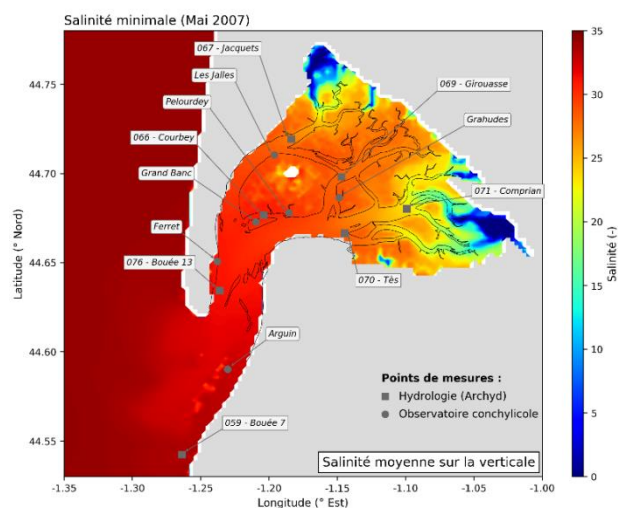 Salinité minimale (Mai 2007)
067 - Jacquets
Les Jalles
Pelourdey
066 - Courbey
Grand Banc
Ferret
076 - Bouée 13
069 - Girouasse
Grahudes
071 - Comprian
070 - Tès
Arguin
059 - Bouée 7
Points de mesures :
Hydrologie (Archyd)
Observatoire conchylicole
Salinité moyenne sur la verticale
44.75
44.70
44.65
44.60
44.55
Latitude (° Nord)
-1.35
-1.30
-1.25
-1.20
-1.15
-1.10
-1.05
-1.00
Longitude (° Est)
35
30
25
20
15
10
5
0
Salinité (-)